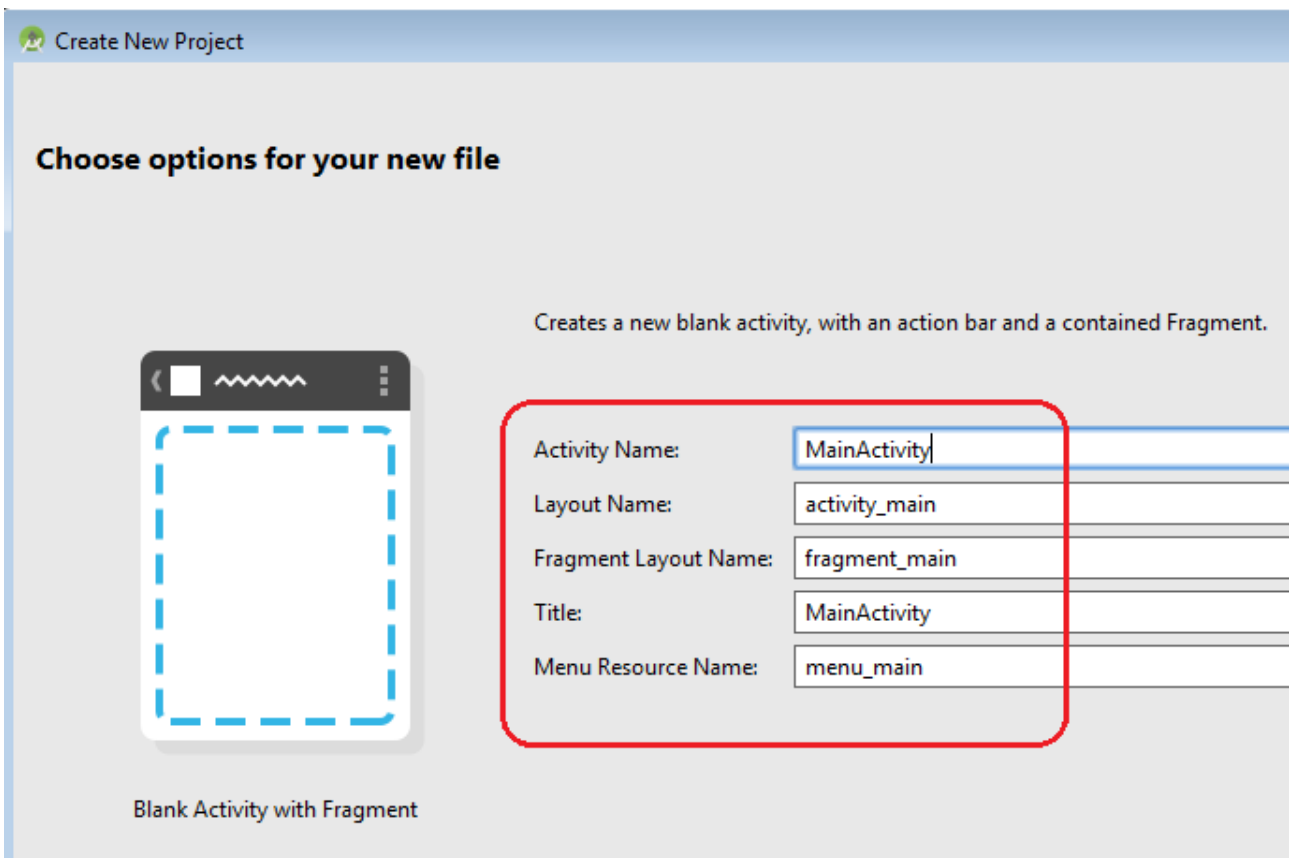 Create New Project
Choose options for your new file
Creates a new blank activity, with an action bar and a contained Fragment.
Activity Name: MainActivity
Layout Name: activity_main
Fragment Layout Name: fragment_main
Title: MainActivity
Menu Resource Name: menu_main
Blank Activity with Fragment